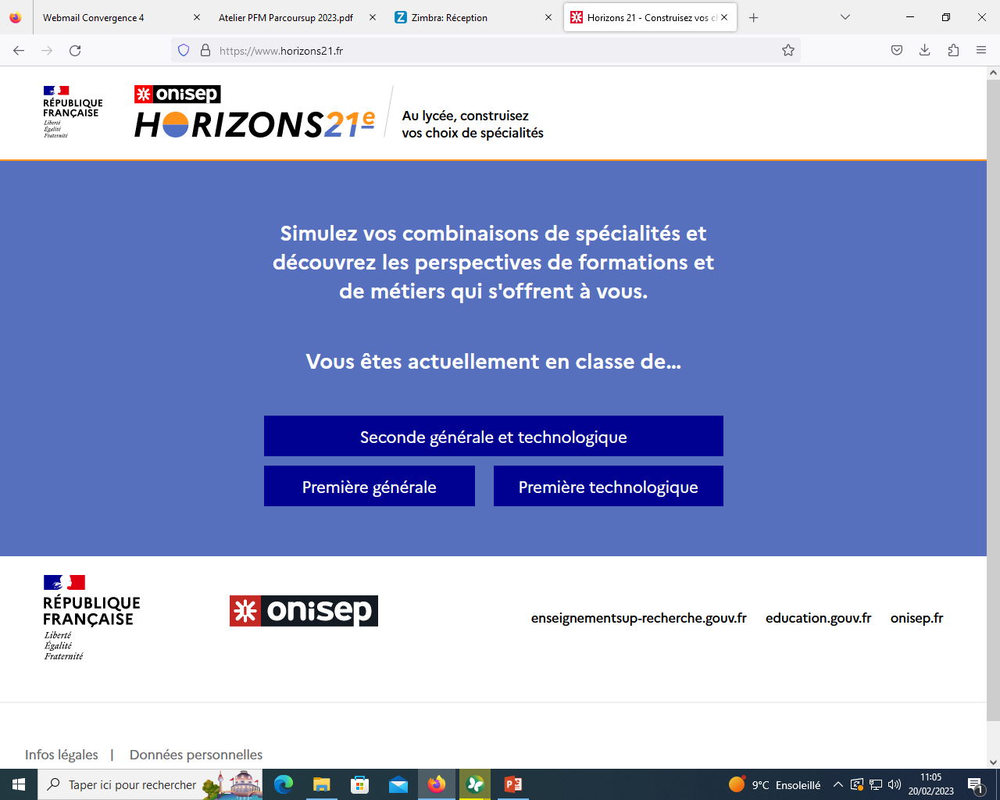 Webmail Convergence 4
Atelier PFM Parcoursup 2023.pdf
Zimbra: Réception
Horizons 21 - Construisez vos c
https://www.horizons21.fr
RÉPUBLIQUE
FRANÇAISE
Liberté
Égalité
Fraternité
onisep
HORIZONS21e
Au lycée, construisez
vos choix de spécialités
Simulez vos combinaisons de spécialités et
découvrez les perspectives de formations et
de métiers qui s'offrent à vous.
Vous êtes actuellement en classe de...
Seconde générale et technologique
Première générale
Première technologique
RÉPUBLIQUE
FRANÇAISE
Liberté
Égalité
Fraternité
onisep
enseignementsup-recherche.gouv.fr
education.gouv.fr
onisep.fr
Infos légales | Données personnelles
Taper ici pour rechercher
9°C Ensoleillé
11:05
20/02/2023
1